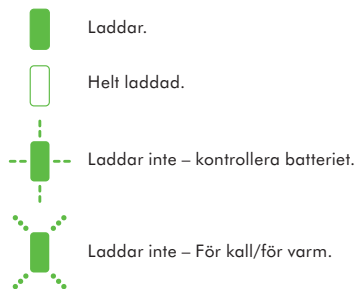 Laddar.
Helt laddad.
Laddar inte – kontrollera batteriet.
Laddar inte – För kall/för varm.